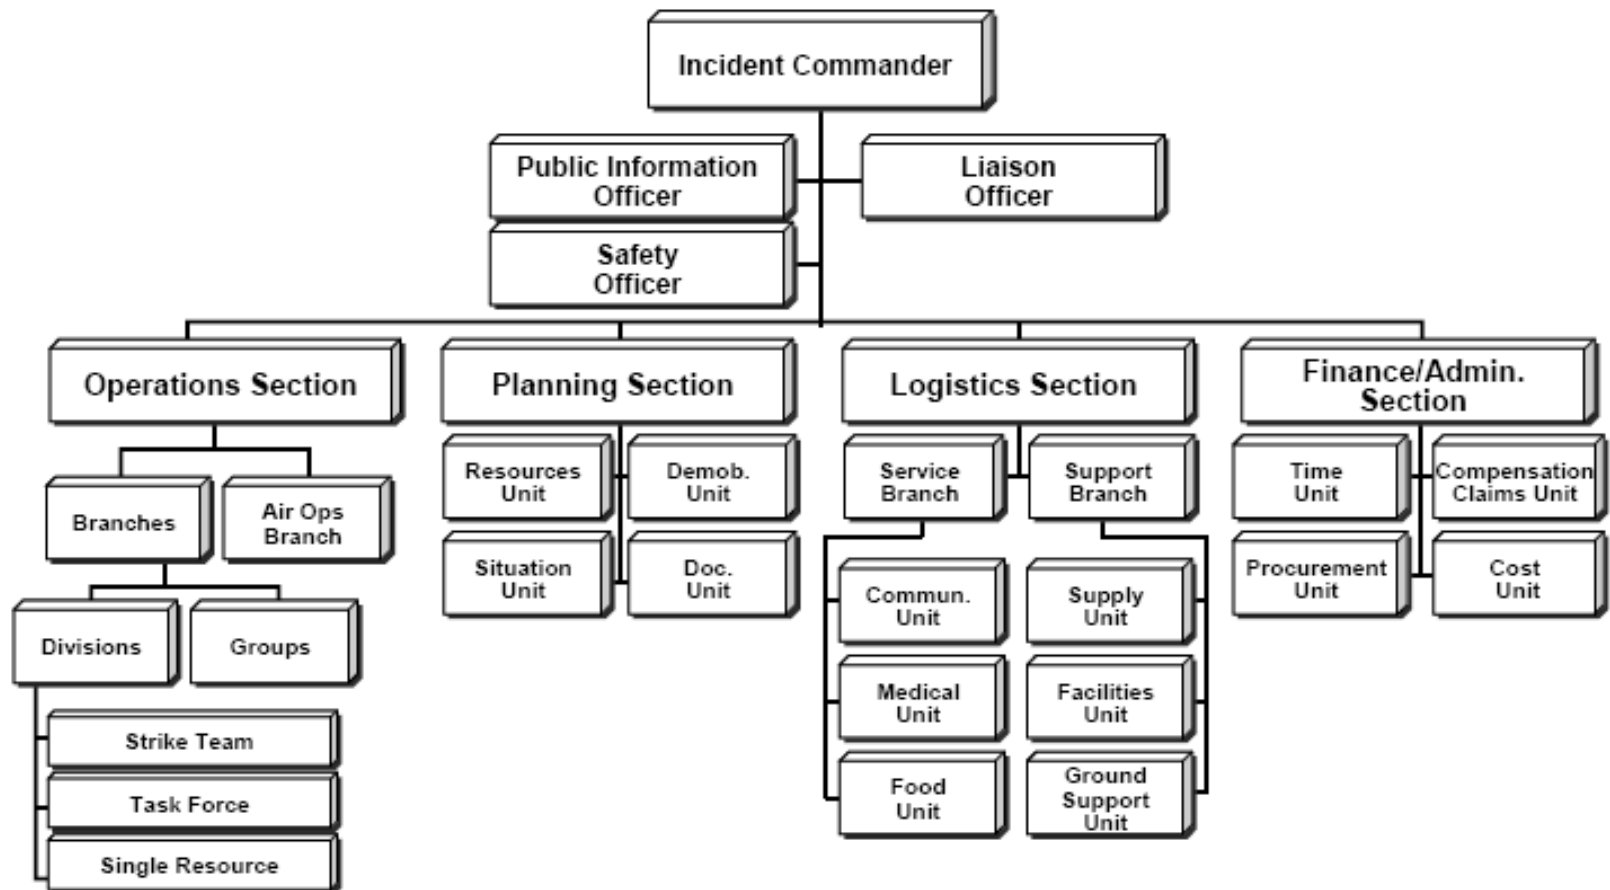 Incident Commander
Public Information
Officer
Liaison
Officer
Safety
Officer
Operations Section
Planning Section
Logistics Section
Finance/Admin.
Section
Branches
Air Ops
Branch
Divisions
Groups
Strike Team
Task Force
Single Resource
Resources
Unit
Demob.
Unit
Situation
Unit
Doc.
Unit
Service
Branch
Support
Branch
Commun.
Unit
Supply
Unit
Medical
Unit
Facilities
Unit
Food
Unit
Ground
Support
Unit
Time
Unit
Compensation
Claims Unit
Procurement
Unit
Cost
Unit